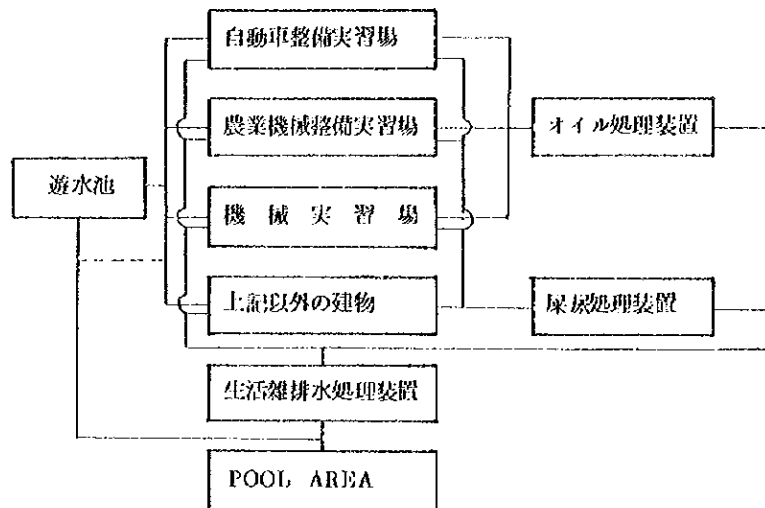 自動車整備実習場
農業機械整備実習場
オイル処理装置
遊水池
機械実習場
上記以外の建物
屎尿処理装置
生活雑排水処理装置
POOL AREA